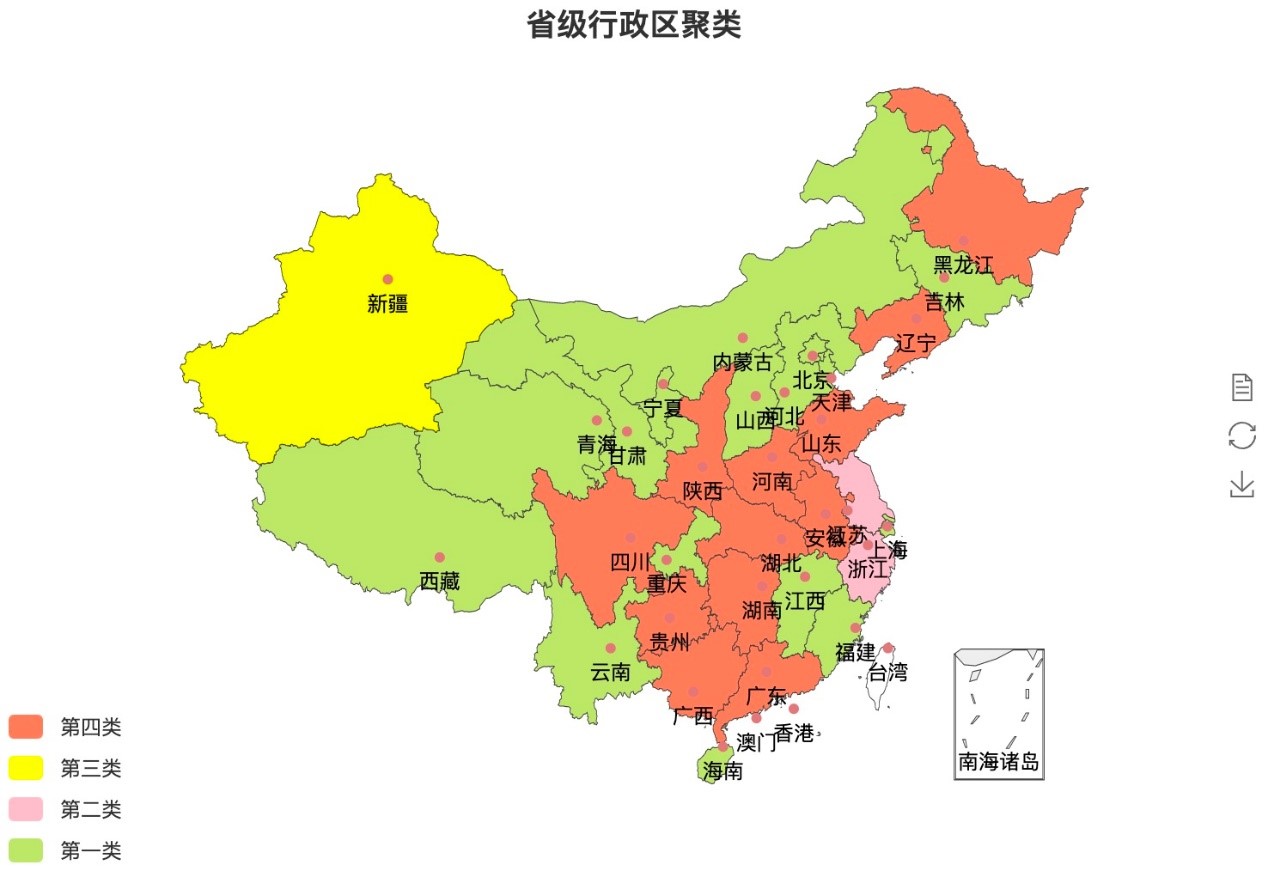 省级行政区聚类
黑龙江
新疆
吉林
辽宁
内蒙古
北京
天津
宁夏
河北
山西
山东
青海
甘肃
河南
陕西
江苏
安徽
上海
四川
湖北
浙江
西藏
重庆
江西
湖南
贵州
福建
云南
台湾
广东
广西
香港
澳门
海南
南海诸岛
第四类
第三类
第二类
第一类